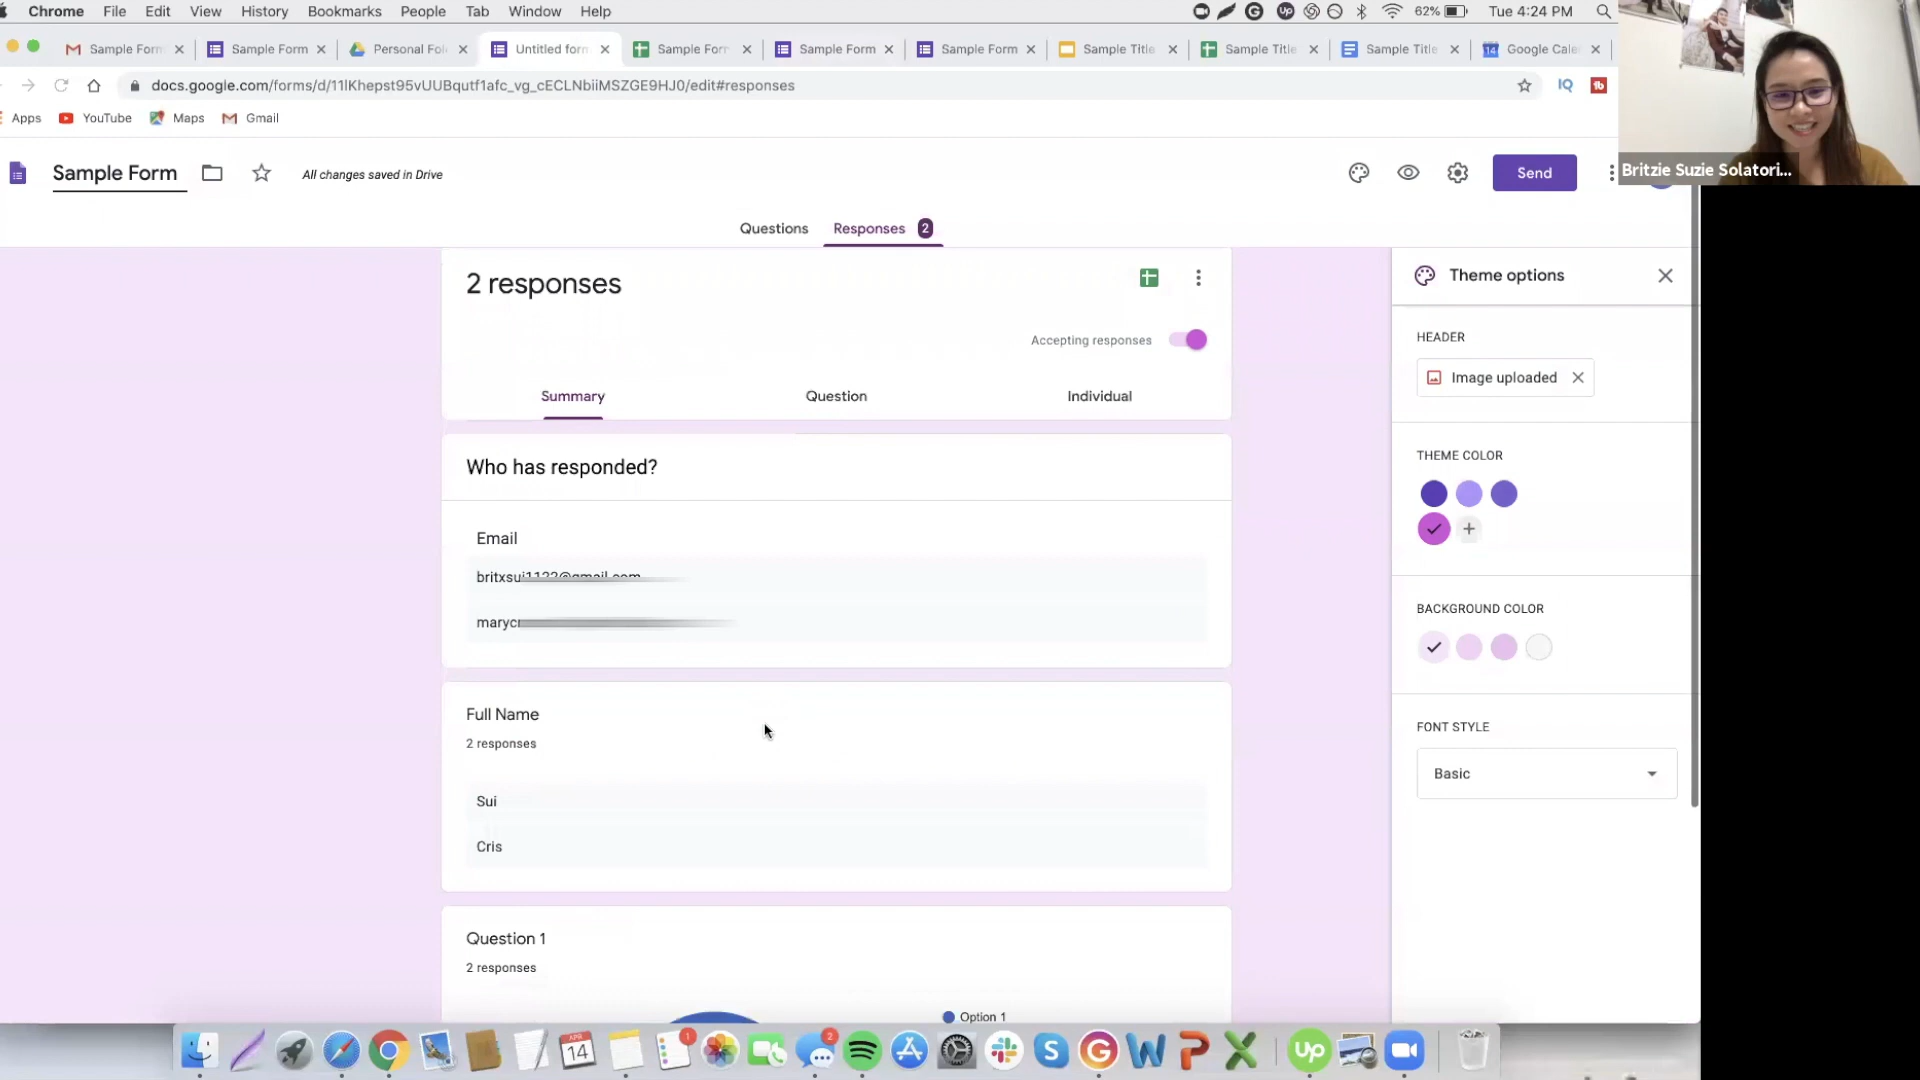 Chrome File Edit View History Bookmarks People Tab Window Help 62% Tue 4:24 PM
Sample Form Sample Form Personal Fol Untitled form Sample Form Sample Form Sample Form Sample Title Sample Title Sample Title Google Cale
docs.google.com/forms/d/11lKhepst95vUUBqutf1afc_vg_cECLNbiiMSZGE9HJ0/edit#responses
Apps YouTube Maps Gmail
Britzie Suzie Solatori...
Sample Form All changes saved in Drive Send
Questions Responses 2
2 responses
Accepting responses
Summary Question Individual
Who has responded?
Email
marycr
Full Name
2 responses
Sui
Cris
Question 1
2 responses
Option 1
Theme options
HEADER
Image uploaded
THEME COLOR
BACKGROUND COLOR
FONT STYLE
Basic
APR
14
1
2